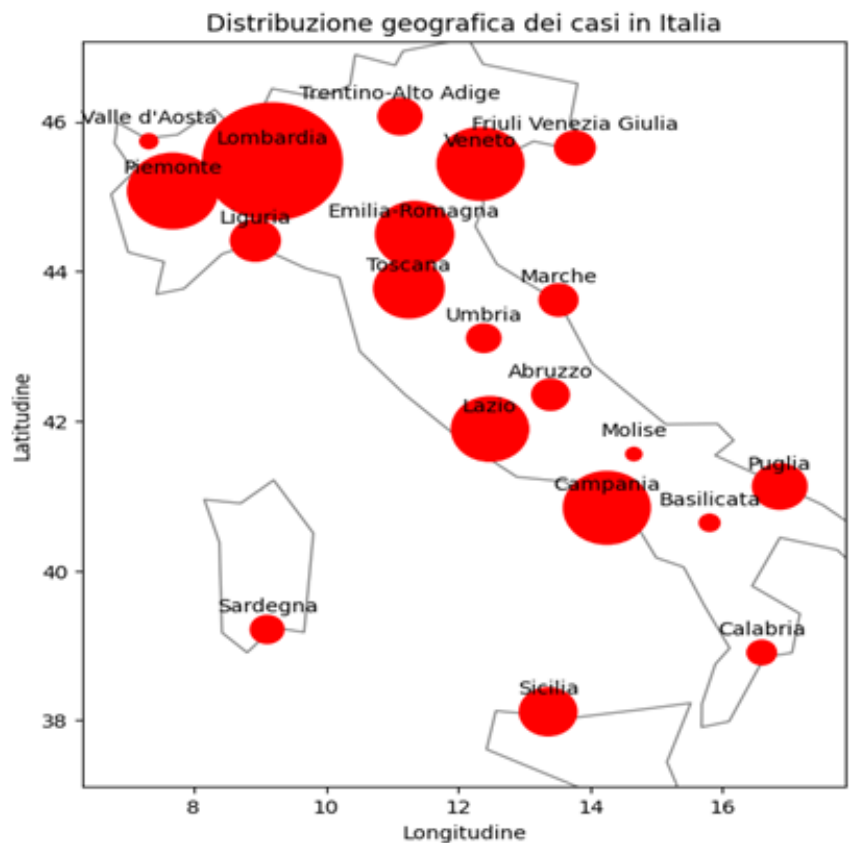 Distribuzione geografica dei casi in Italia
Trentino-Alto Adige
Valle d'Aosta
Friuli Venezia Giulia
Lombardia
Veneto
Piemonte
Emilia-Romagna
Liguria
Toscana
Marche
Umbria
Abruzzo
Lazio
Molise
Puglia
Campania
Basilicata
Sardegna
Calabria
Sicilia
46
44
42
40
38
Latitudine
8 10 12 14 16
Longitudine